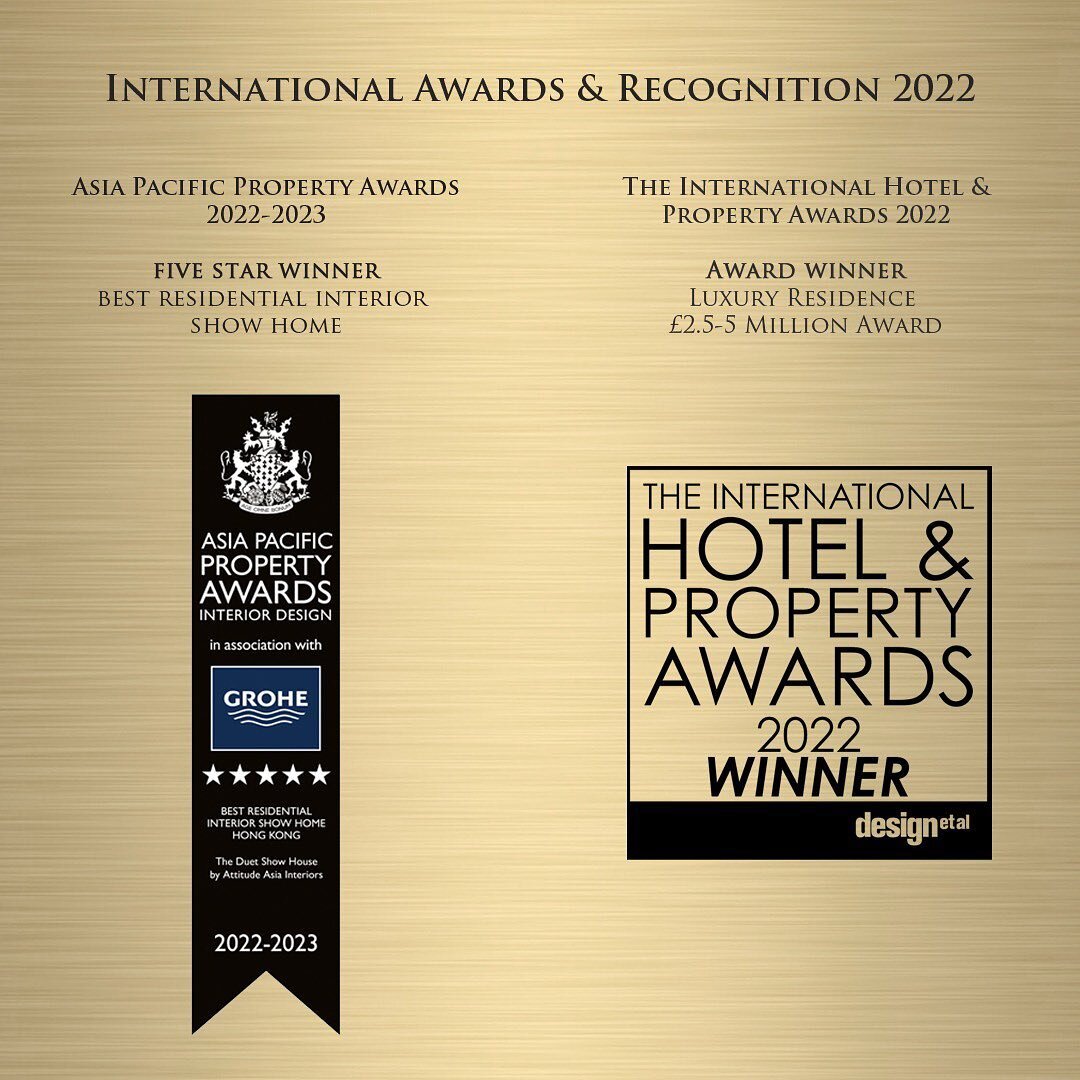 INTERNATIONAL AWARDS & RECOGNITION 2022
ASIA PACIFIC PROPERTY AWARDS
2022-2023
FIVE STAR WINNER
BEST RESIDENTIAL INTERIOR
SHOW HOME
THE INTERNATIONAL HOTEL &
PROPERTY AWARDS 2022
AWARD WINNER
LUXURY RESIDENCE
£2.5-5 MILLION AWARD
AGE OMNE BONUM
ASIA PACIFIC
PROPERTY
AWARDS
INTERIOR DESIGN
in association with
GROHE
BEST RESIDENTIAL
INTERIOR SHOW HOME
HONG KONG
The Duet Show House
by Attitude Asia Interiors
2022-2023
THE INTERNATIONAL
HOTEL &
PROPERTY
AWARDS
2022
WINNER
design et al